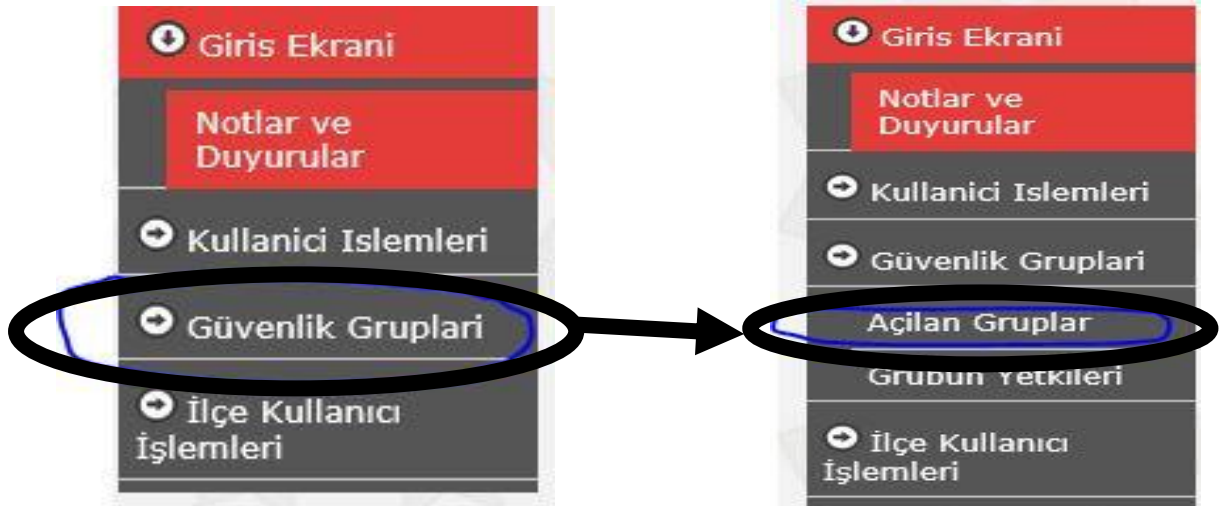 Giris Ekrani
Notlar ve
Duyurular
Kullanici Islemleri
Güvenlik Gruplari
İlçe Kullanıcı
İşlemleri
Giris Ekrani
Notlar ve
Duyurular
Kullanici Islemleri
Güvenlik Gruplari
Açilan Gruplar
Grubun Yetkileri
İlçe Kullanıcı
İşlemleri